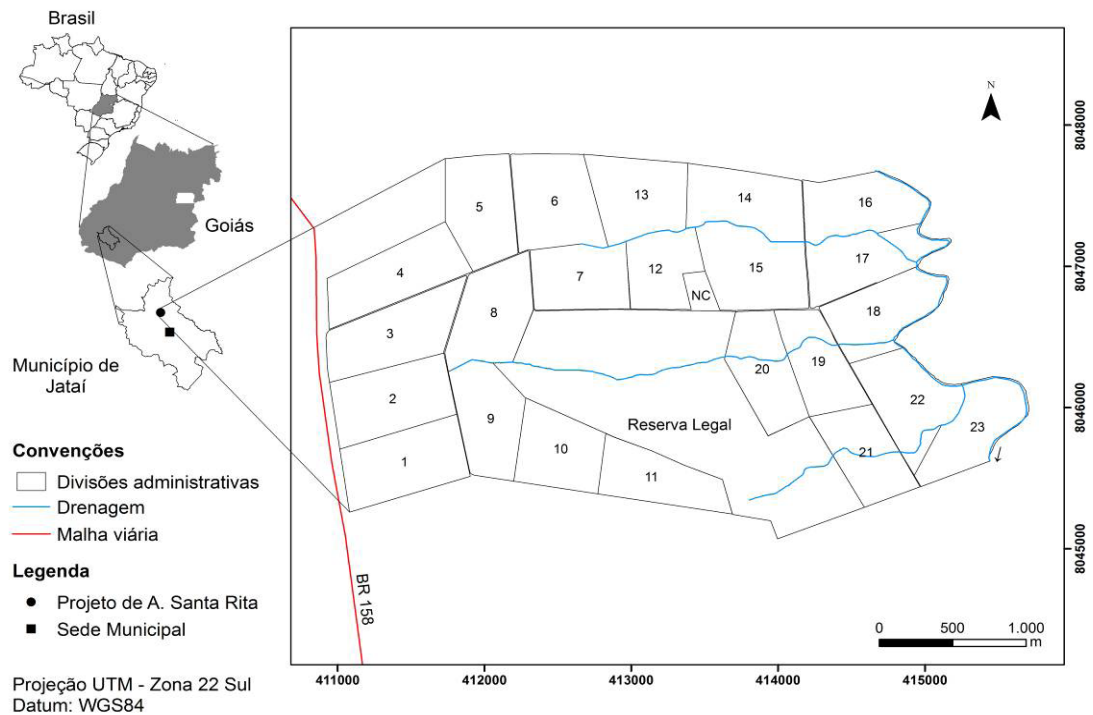 Brasil
Goiás
Município de
Jataí
Convenções
Divisões administrativas
Drenagem
Malha viária
Legenda
Projeto de A. Santa Rita
Sede Municipal
Projeção UTM - Zona 22 Sul
Datum: WGS84
N
8048000
8047000
8046000
8045000
5
6
13
14
16
4
7
12
15
17
NC
3
8
18
20
19
2
22
9
Reserva Legal
23
1
10
11
21
BR 158
0 500 1.000
m
411000 412000 413000 414000 415000